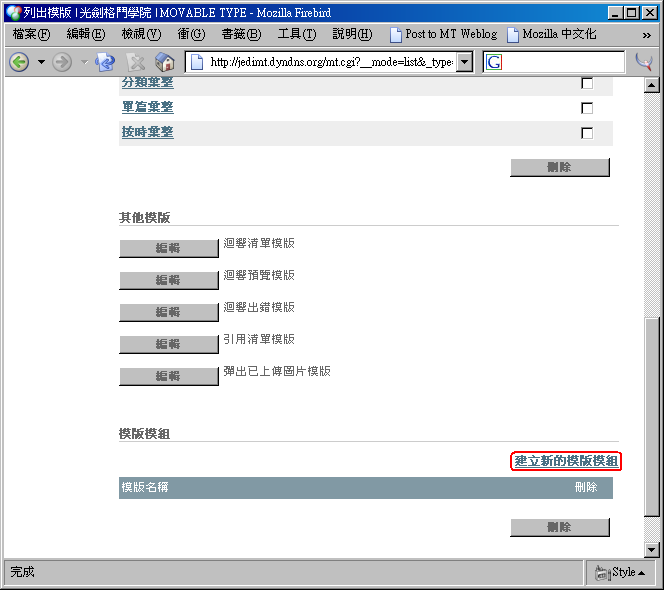 列出模版 | 光劍格鬥學院 | MOVABLE TYPE - Mozilla Firebird
檔案(F) 編輯(E) 檢視(V) 衝(G) 書籤(B) 工具(T) 說明(H) Post to MT Weblog Mozilla 中文化 »
http://jedimt.dyndns.org/mt.cgi?__mode=list&_type= G
分類彙整
單篇彙整
按時彙整
刪除
其他模版
編輯 迴響清單模版
編輯 迴響預覽模版
編輯 迴響出錯模版
編輯 引用清單模版
編輯 彈出已上傳圖片模版
模版模組
建立新的模版模組
模版名稱 刪除
刪除
完成 Style